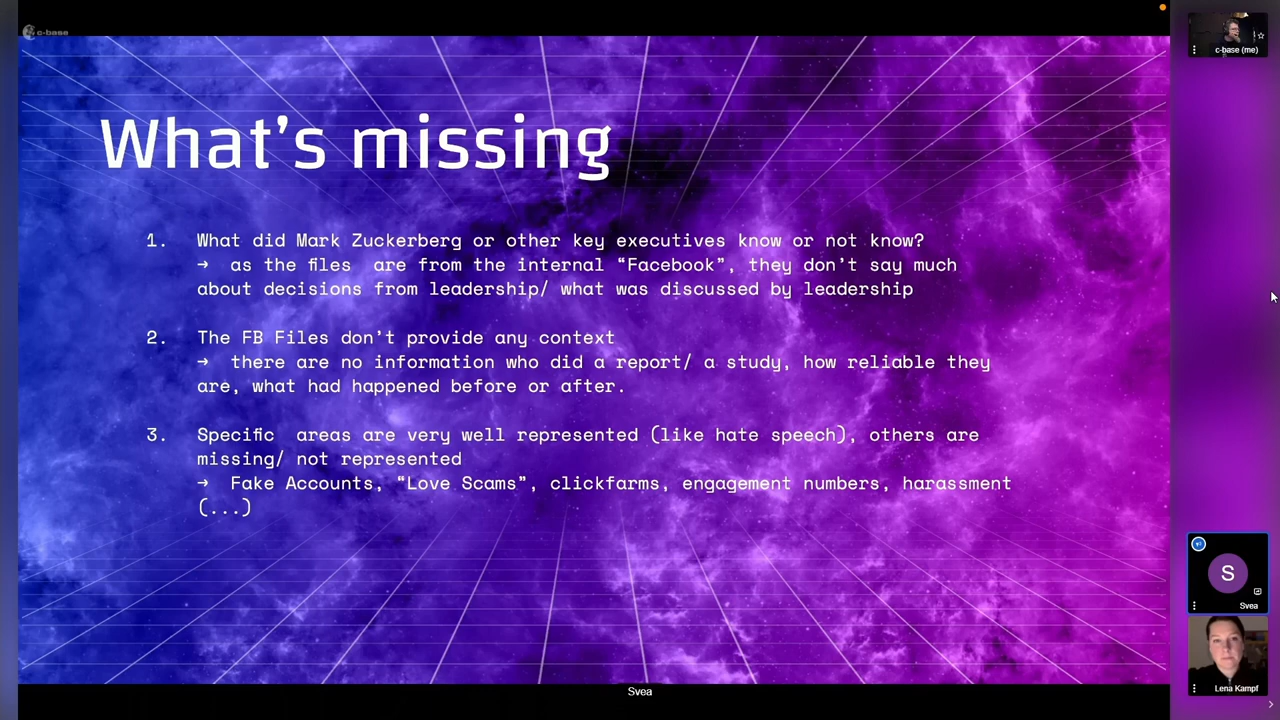 c-base
What's missing
1. What did Mark Zuckerberg or other key executives know or not know?
→ as the files are from the internal “Facebook”, they don't say much
about decisions from leadership/ what was discussed by leadership
2. The FB Files don't provide any context
→ there are no information who did a report/ a study, how reliable they
are, what had happened before or after.
3. Specific areas are very well represented (like hate speech), others are
missing/ not represented
→ Fake Accounts, “Love Scams”, clickfarms, engagement numbers, harassment
(...)
Svea
c-base (me)
S
Svea
Lena Kampf